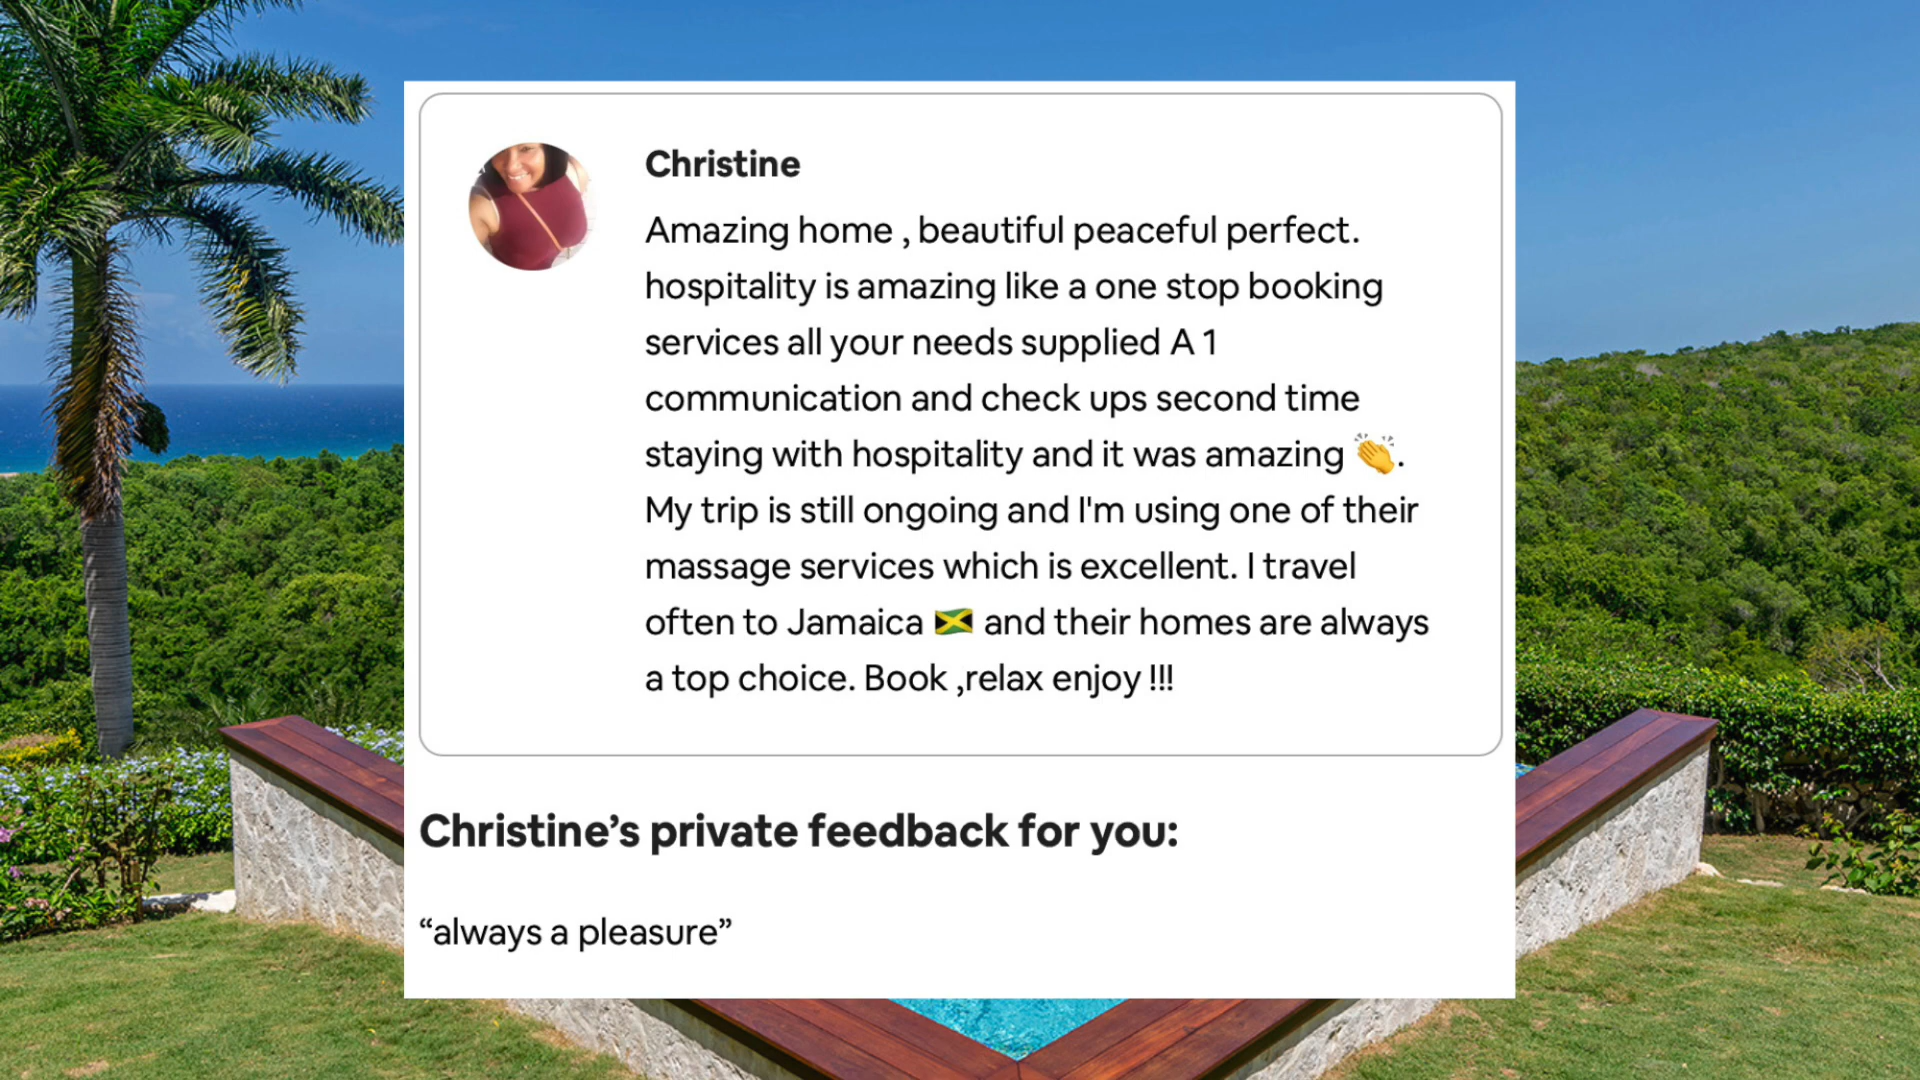 Christine
Amazing home , beautiful peaceful perfect.
hospitality is amazing like a one stop booking
services all your needs supplied A 1
communication and check ups second time
staying with hospitality and it was amazing 👏.
My trip is still ongoing and I'm using one of their
massage services which is excellent. I travel
often to Jamaica 🇯🇲 and their homes are always
a top choice. Book ,relax enjoy !!!
Christine’s private feedback for you:
“always a pleasure”